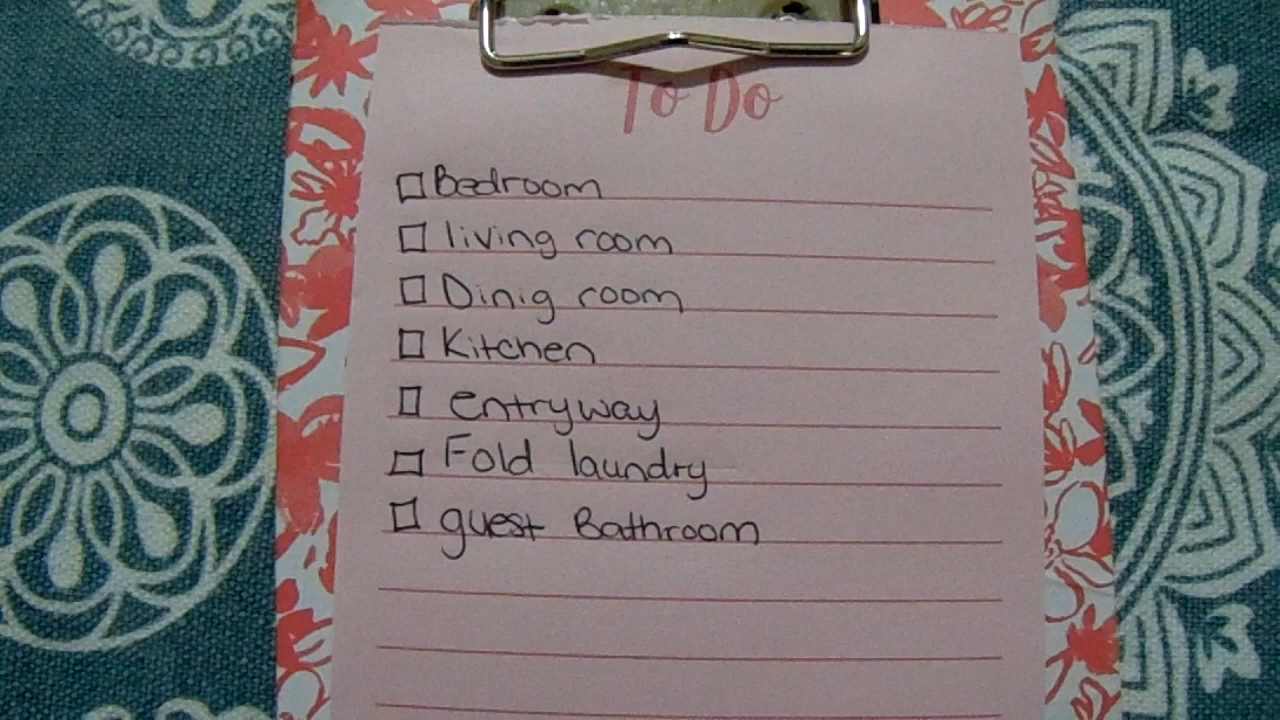 To Do
Bedroom
living room
Dinig room
Kitchen
entryway
Fold laundry
guest Bathroom